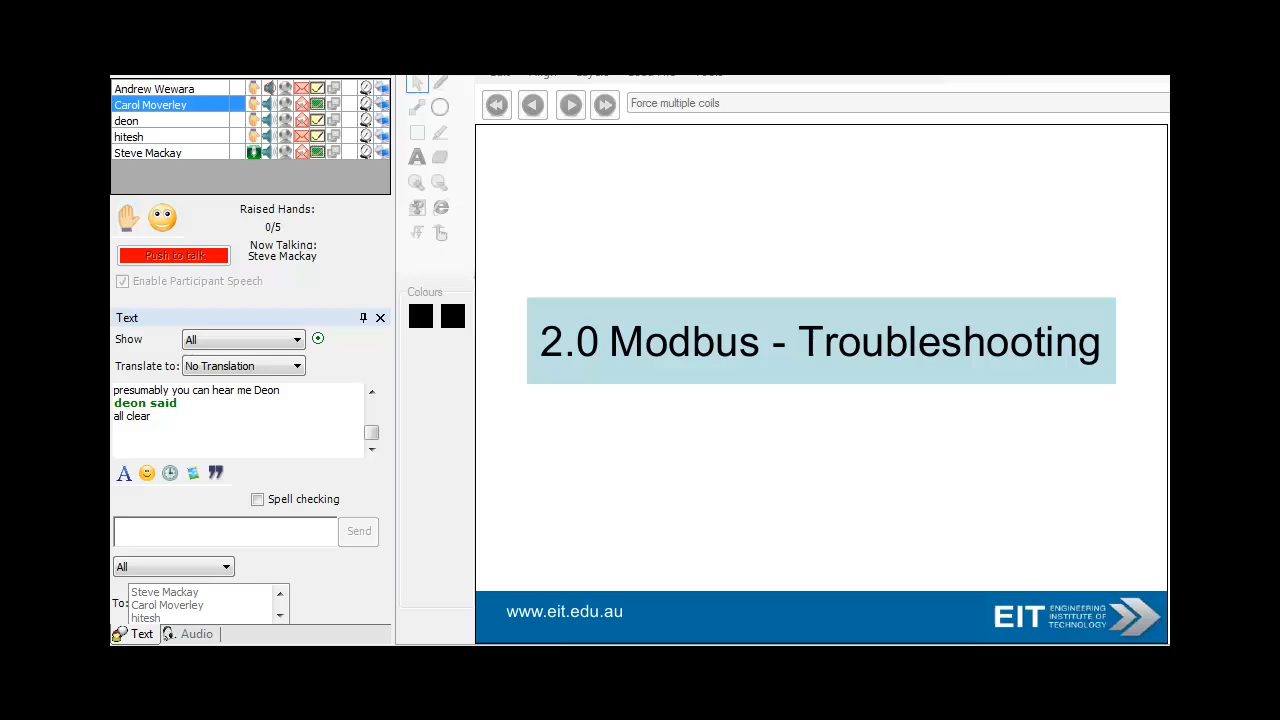 Andrew Wewara
Carol Moverley
deon
hitesh
Steve Mackay
Raised Hands:
0/5
Push to talk
Now Talking:
Steve Mackay
Enable Participant Speech
Text
Show
All
Translate to:
No Translation
presumably you can hear me Deon
deon said
all clear
Spell checking
Send
All
To:
Steve Mackay
Carol Moverley
hitesh
Text
Audio
Colours
Force multiple coils
2.0 Modbus - Troubleshooting
www.eit.edu.au
EIT
ENGINEERING
INSTITUTE OF
TECHNOLOGY